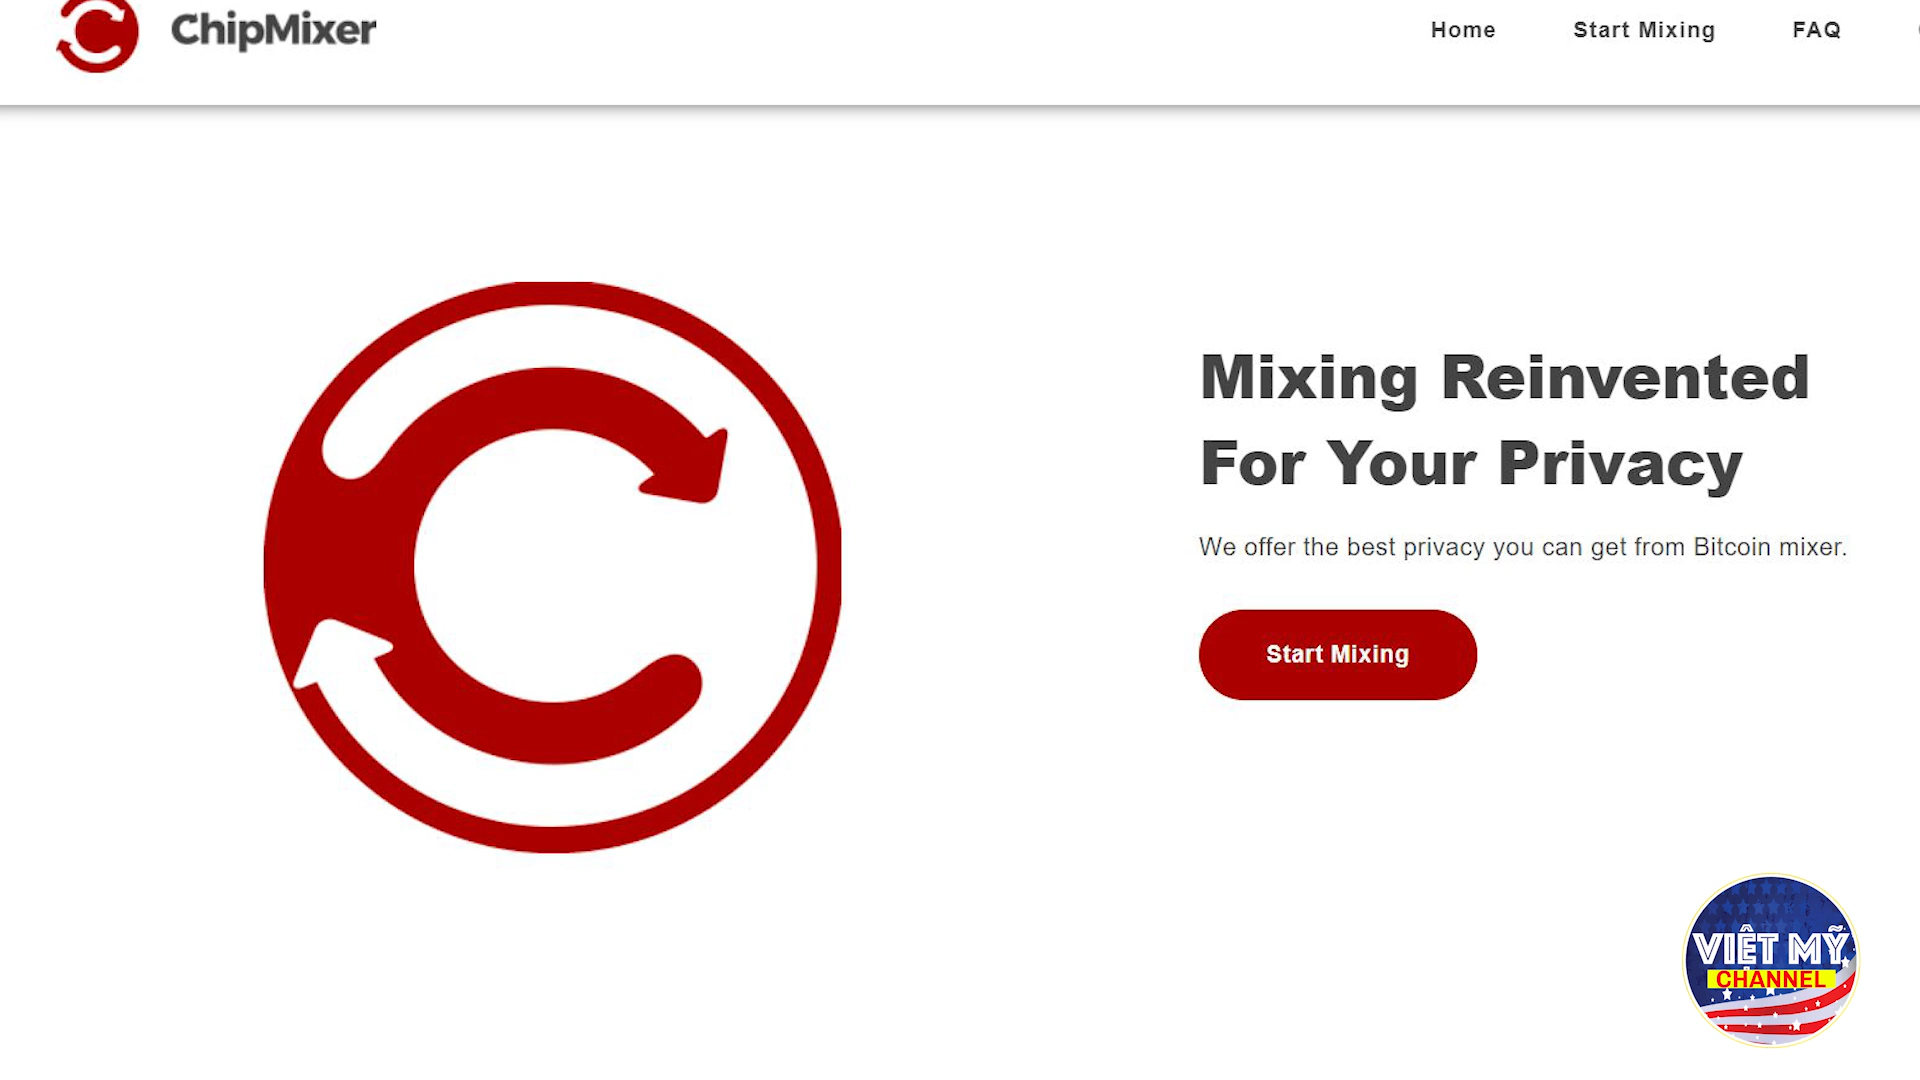 ChipMixer
Home
Start Mixing
FAQ
Mixing Reinvented
For Your Privacy
We offer the best privacy you can get from Bitcoin mixer.
Start Mixing
VIỆT MỸ
CHANNEL